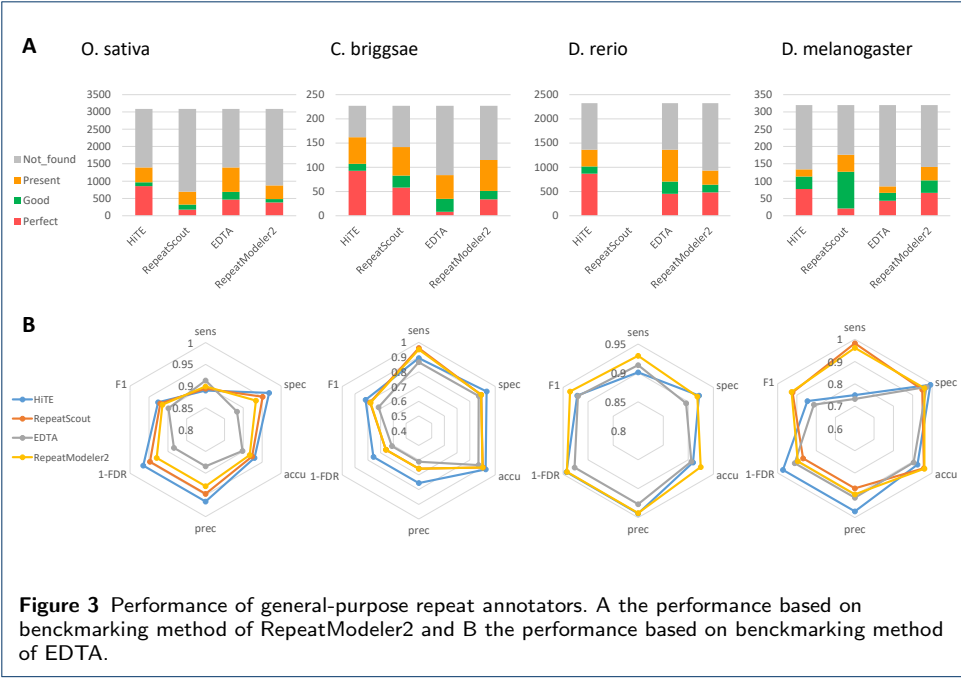 A
O. sativa
C. briggsae
D. rerio
D. melanogaster
Not_found
Present
Good
Perfect
3500
3000
2500
2000
1500
1000
500
0
HiTE
RepeatScout
EDTA
RepeatModeler2
250
200
150
100
50
0
HiTE
RepeatScout
EDTA
RepeatModeler2
2500
2000
1500
1000
500
0
HiTE
RepeatScout
EDTA
RepeatModeler2
350
300
250
200
150
100
50
0
HiTE
RepeatScout
EDTA
RepeatModeler2
B
HiTE
RepeatScout
EDTA
RepeatModeler2
sens
spec
accu
prec
1-FDR
F1
1
0.95
0.9
0.85
0.8
sens
spec
accu
prec
1-FDR
F1
1
0.9
0.8
0.7
0.6
0.5
0.4
sens
spec
accu
prec
1-FDR
F1
0.95
0.9
0.85
0.8
sens
spec
accu
prec
1-FDR
F1
1
0.9
0.8
0.7
0.6
Figure 3 Performance of general-purpose repeat annotators. A the performance based on
benckmarking method of RepeatModeler2 and B the performance based on benckmarking method
of EDTA.